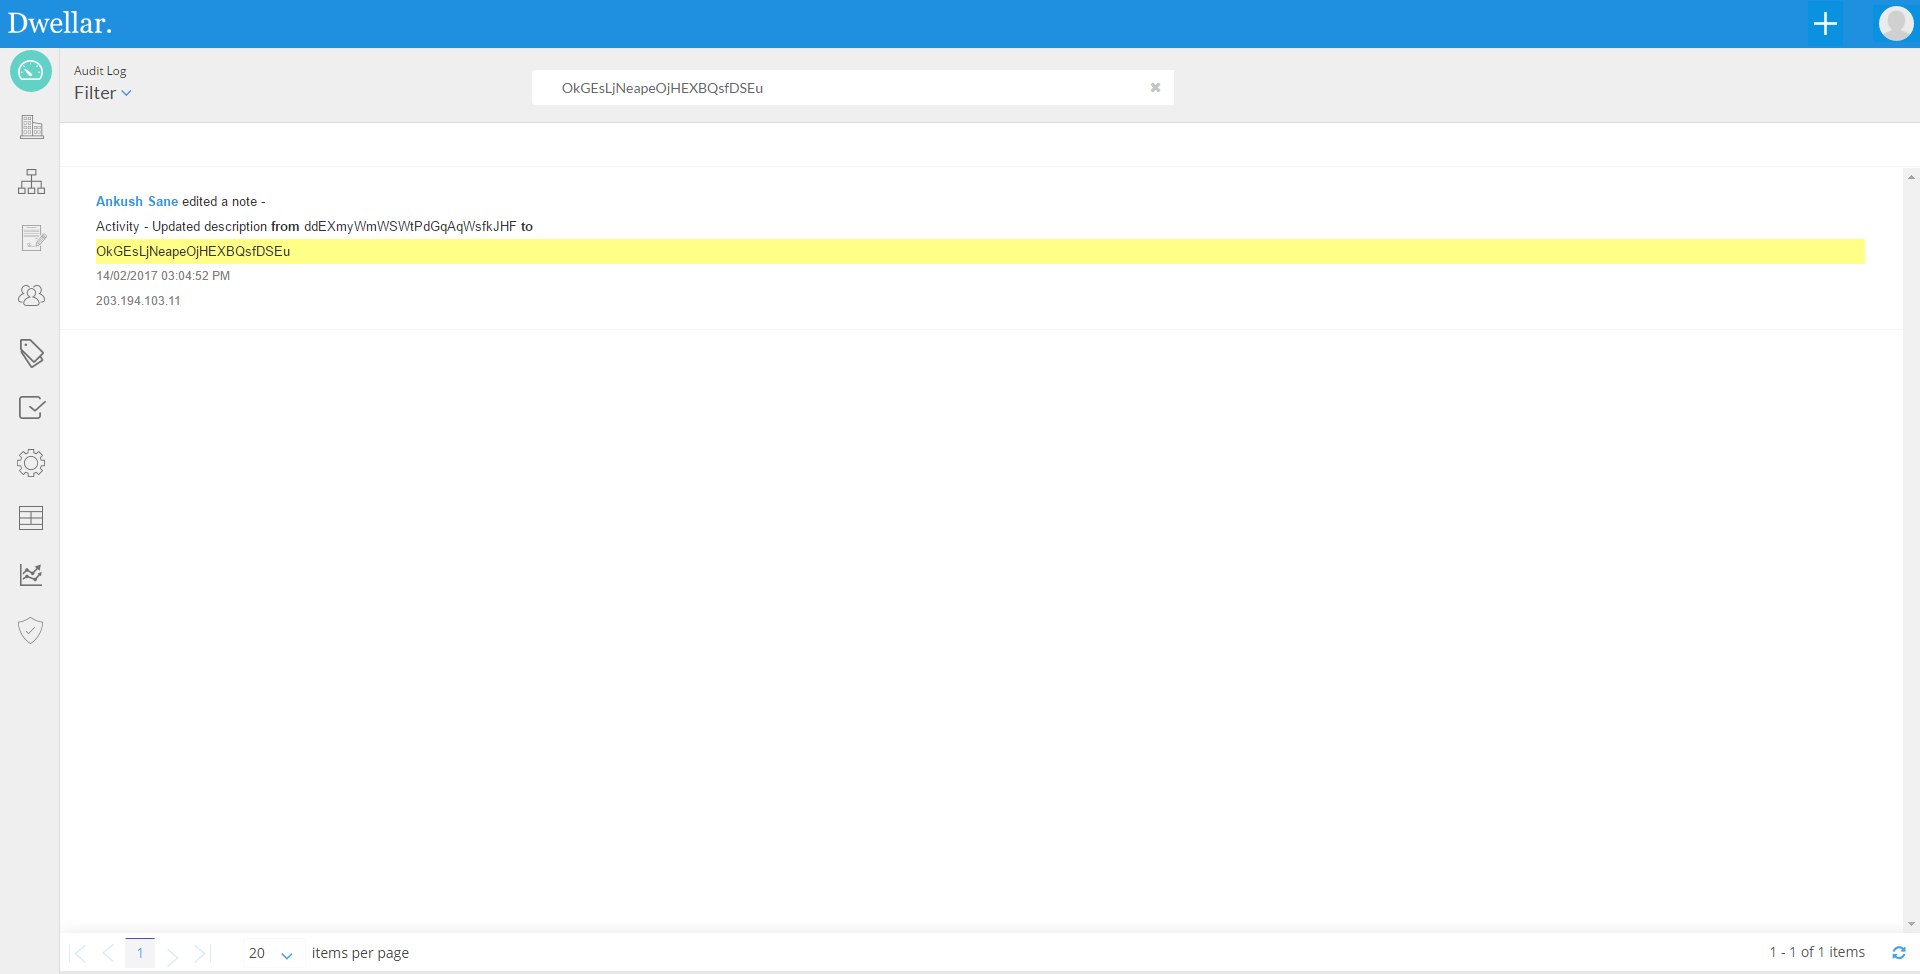 Dwellar.
Audit Log
Filter
OkGEsLjNeapeOjHEXBQsfDSEu
Ankush Sane edited a note -
Activity - Updated description from ddEXmyWmWSWtPdGqAqWsfkJHF to
OkGEsLjNeapeOjHEXBQsfDSEu
14/02/2017 03:04:52 PM
203.194.103.11
1 20 items per page 1 - 1 of 1 items